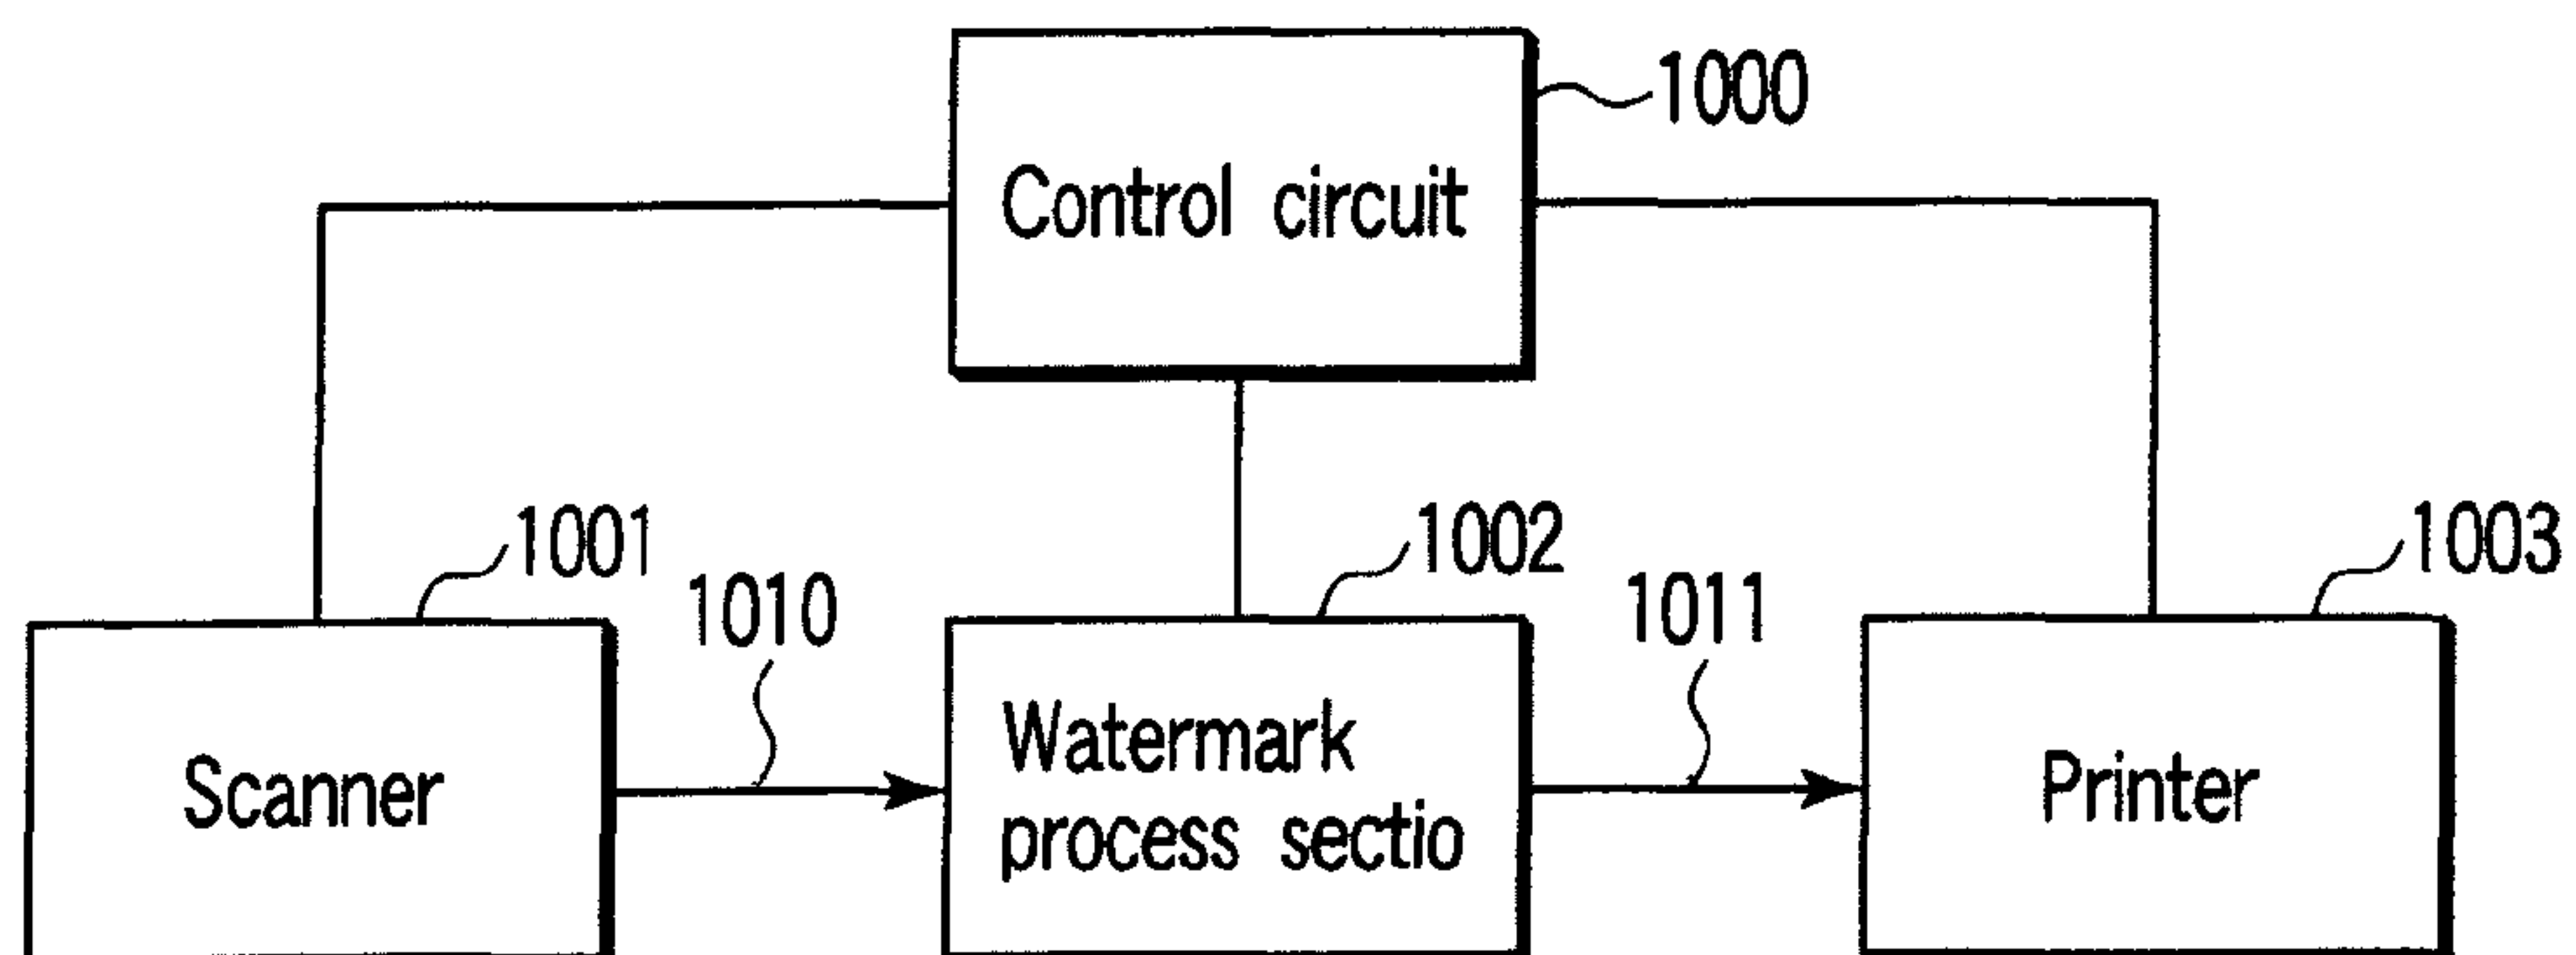 1000
Control circuit
1001
1002
1003
1010
1011
Scanner
Watermark
process sectio
Printer